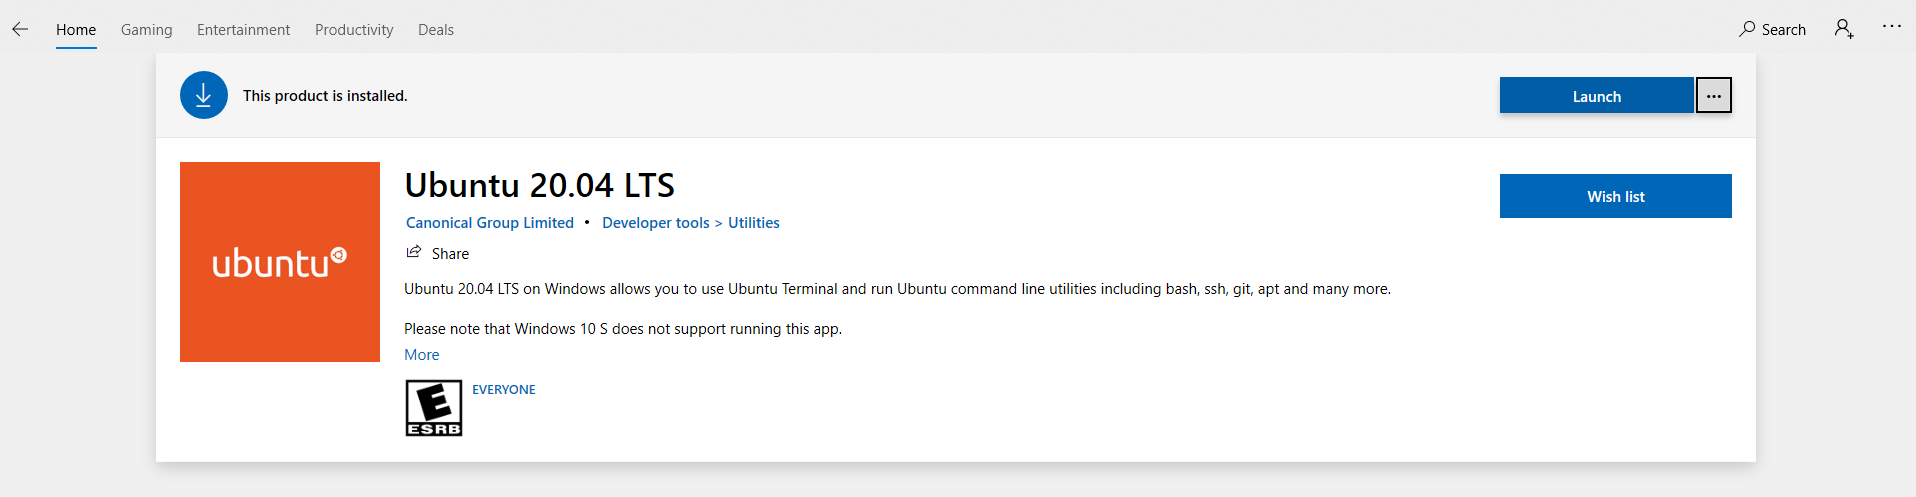 Home Gaming Entertainment Productivity Deals Search
This product is installed.
Launch
...
ubuntu
Ubuntu 20.04 LTS
Canonical Group Limited • Developer tools > Utilities
Share
Ubuntu 20.04 LTS on Windows allows you to use Ubuntu Terminal and run Ubuntu command line utilities including bash, ssh, git, apt and many more.
Please note that Windows 10 S does not support running this app.
More
Wish list
E
ESRB
EVERYONE